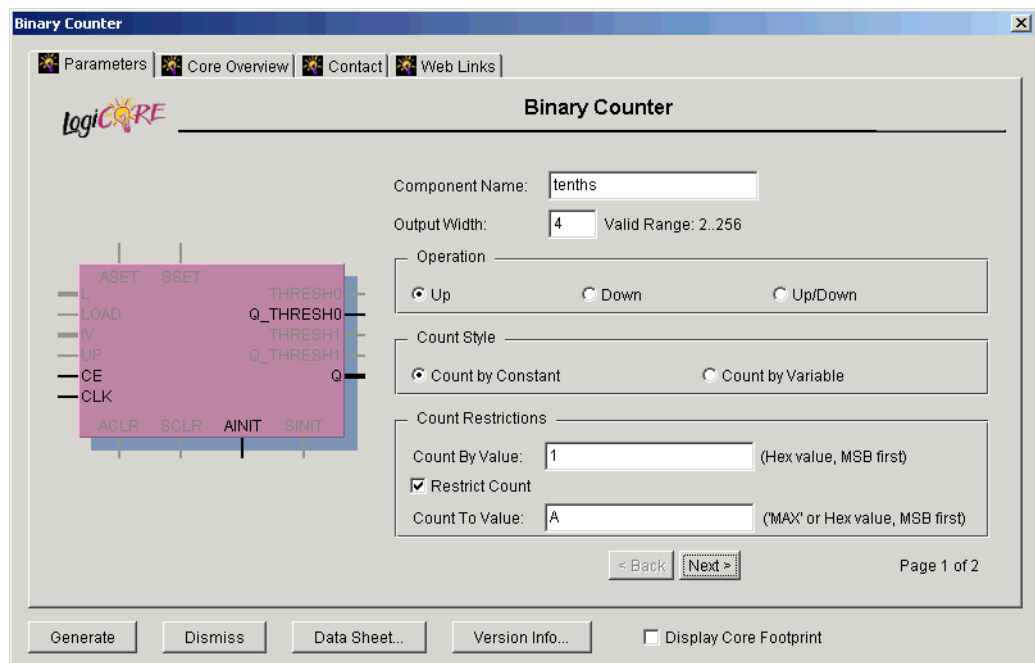 Binary Counter
Parameters Core Overview Contact Web Links
LogiCORE
Binary Counter
Component Name: tenths
Output Width: 4 Valid Range: 2..256
Operation
Up Down Up/Down
Count Style
Count by Constant Count by Variable
Count Restrictions
Count By Value: 1 (Hex value, MSB first)
Restrict Count
Count To Value: A ('MAX' or Hex value, MSB first)
ASET SSET
L THRESH0
LOAD Q_THRESH0
IV THRESH1
UP Q_THRESH1
CE Q
CLK
ACLR SCLR AINIT SINIT
< Back Next > Page 1 of 2
Generate Dismiss Data Sheet... Version Info... Display Core Footprint